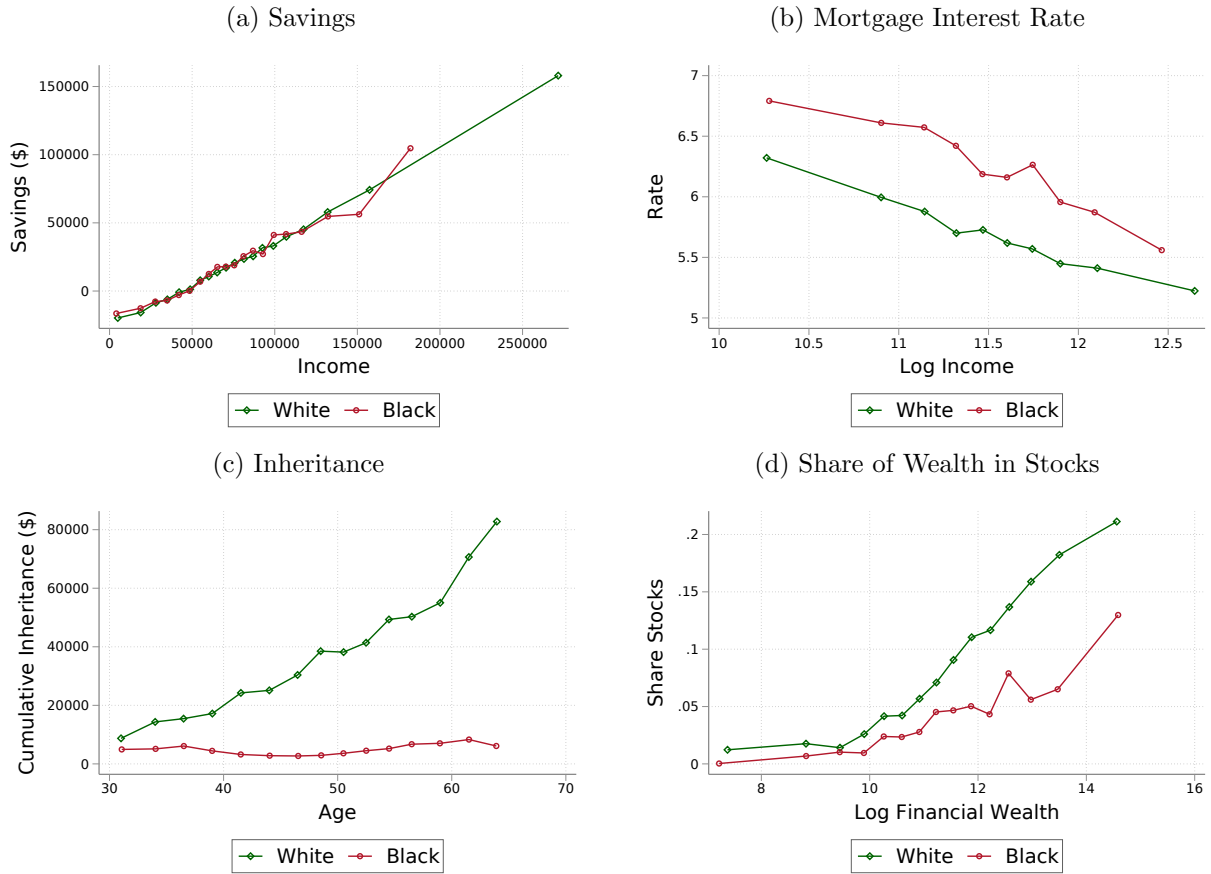 (a) Savings
Savings ($)
150000
100000
50000
0
0 50000 100000 150000 200000 250000
Income
White Black
(b) Mortgage Interest Rate
Rate
7
6.5
6
5.5
5
10 10.5 11 11.5 12 12.5
Log Income
White Black
(c) Inheritance
Cumulative Inheritance ($)
80000
60000
40000
20000
0
30 40 50 60 70
Age
White Black
(d) Share of Wealth in Stocks
Share Stocks
.2
.15
.1
.05
0
8 10 12 14 16
Log Financial Wealth
White Black